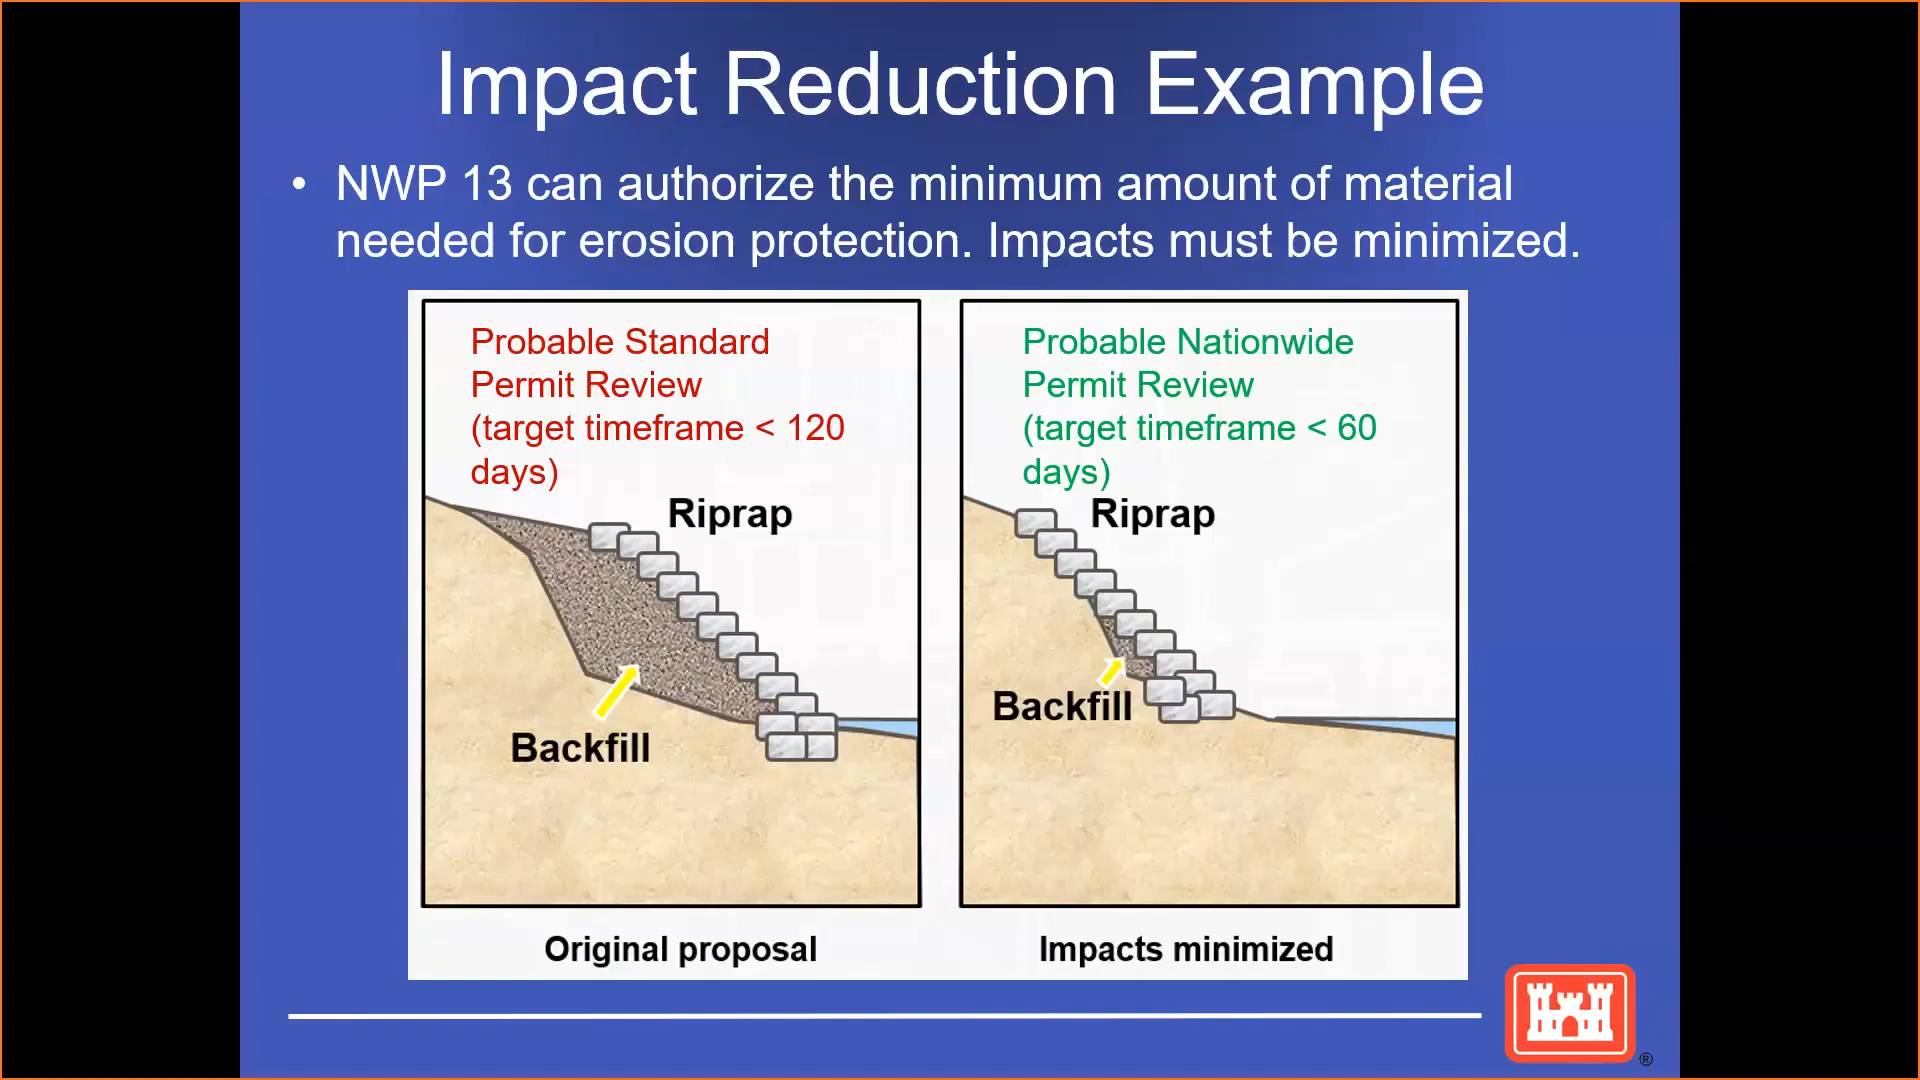 Impact Reduction Example
• NWP 13 can authorize the minimum amount of material
needed for erosion protection. Impacts must be minimized.
Probable Standard
Permit Review
(target timeframe < 120
days)
Riprap
Backfill
Original proposal
Probable Nationwide
Permit Review
(target timeframe < 60
days)
Riprap
Backfill
Impacts minimized
®